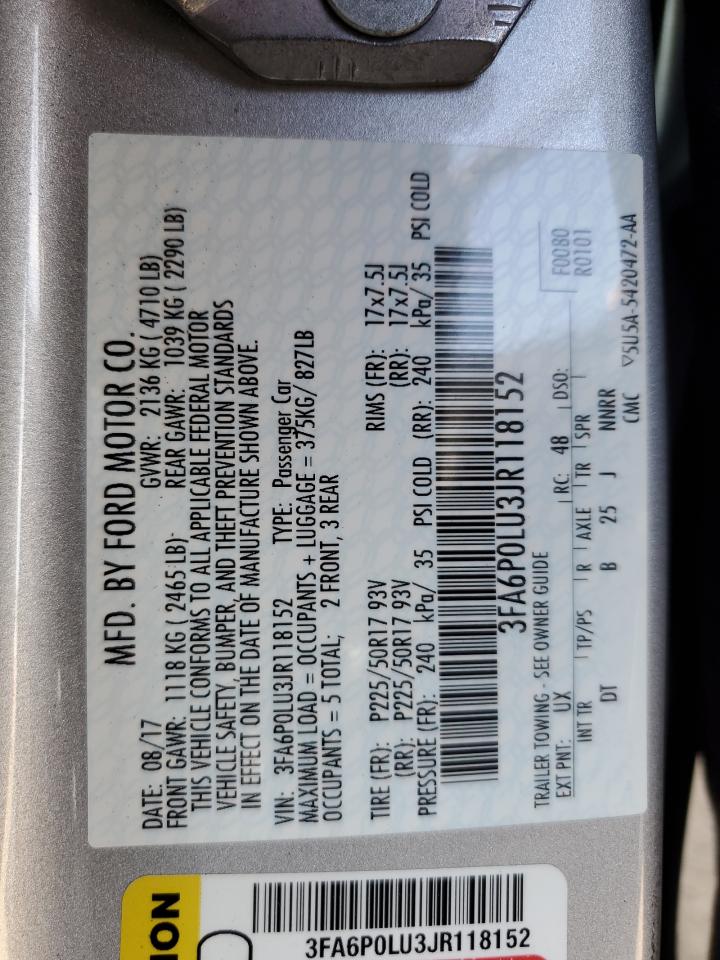 MFD. BY FORD MOTOR CO.
DATE: 08/17 GVWR: 2136 KG ( 4710 LB)
FRONT GAWR: 1118 KG ( 2465 LB) REAR GAWR: 1039 KG ( 2290 LB)
THIS VEHICLE CONFORMS TO ALL APPLICABLE FEDERAL MOTOR
VEHICLE SAFETY, BUMPER, AND THEFT PREVENTION STANDARDS
IN EFFECT ON THE DATE OF MANUFACTURE SHOWN ABOVE.
VIN: 3FA6P0LU3JR118152 TYPE: Passenger Car
MAXIMUM LOAD = OCCUPANTS + LUGGAGE = 375KG/ 827LB
OCCUPANTS = 5 TOTAL; 2 FRONT, 3 REAR
TIRE (FR): P225/50R17 93V RIMS (FR): 17x7.5J
(RR): P225/50R17 93V (RR): 17x7.5J
PRESSURE (FR): 240 kPa/ 35 PSI COLD (RR): 240 kPa/ 35 PSI COLD
3FA6P0LU3JR118152
F0080
R0101
TRAILER TOWING - SEE OWNER GUIDE
EXT PNT: UX RC: 48 DSO:
INT TR TP/PS R AXLE TR SPR
DT B 25 J NNRR
CMC ▽5U5A-5420472-AA
ION
3FA6P0LU3JR118152